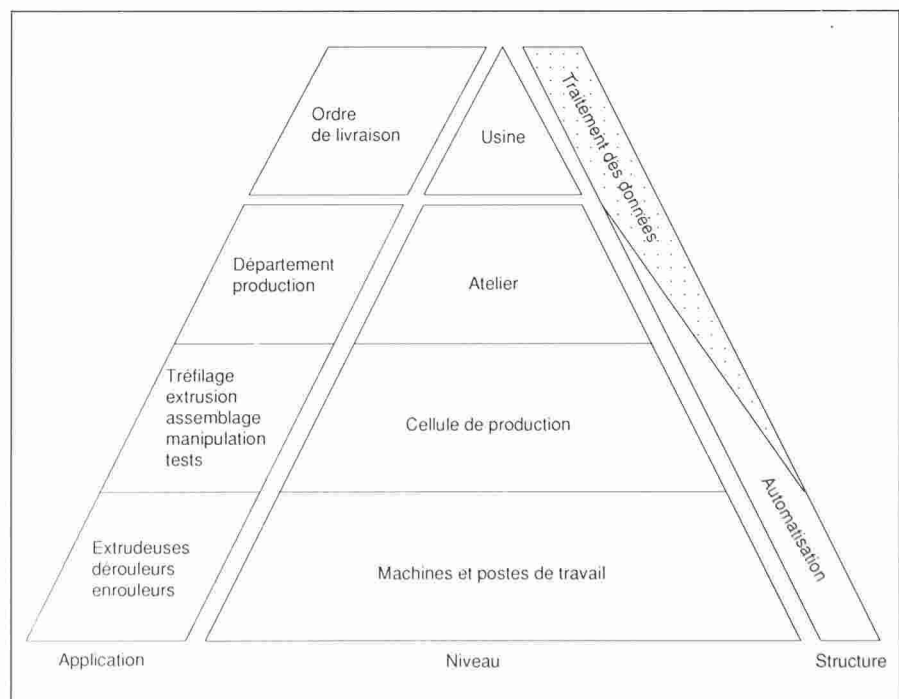 Ordre
de livraison
Usine
Traitement des données
Département
production
Atelier
Tréfilage
extrusion
assemblage
manipulation
tests
Cellule de production
Automatisation
Extrudeuses
dérouleurs
enrouleurs
Machines et postes de travail
Application
Niveau
Structure